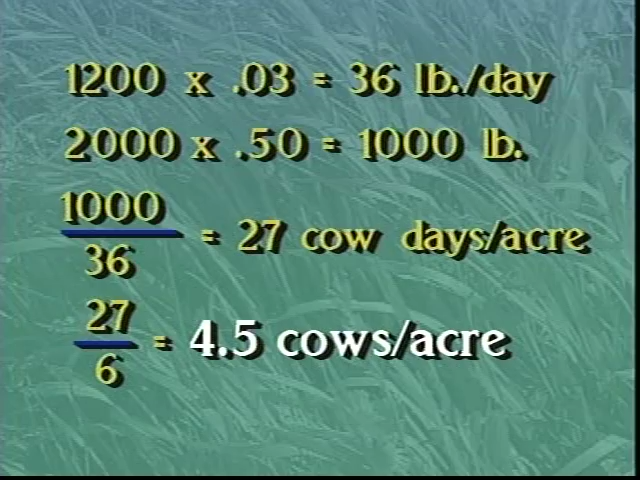 1200 x .03 = 36 lb./day
2000 x .50 = 1000 lb.
1000
36
= 27 cow days/acre
27
6
= 4.5 cows/acre